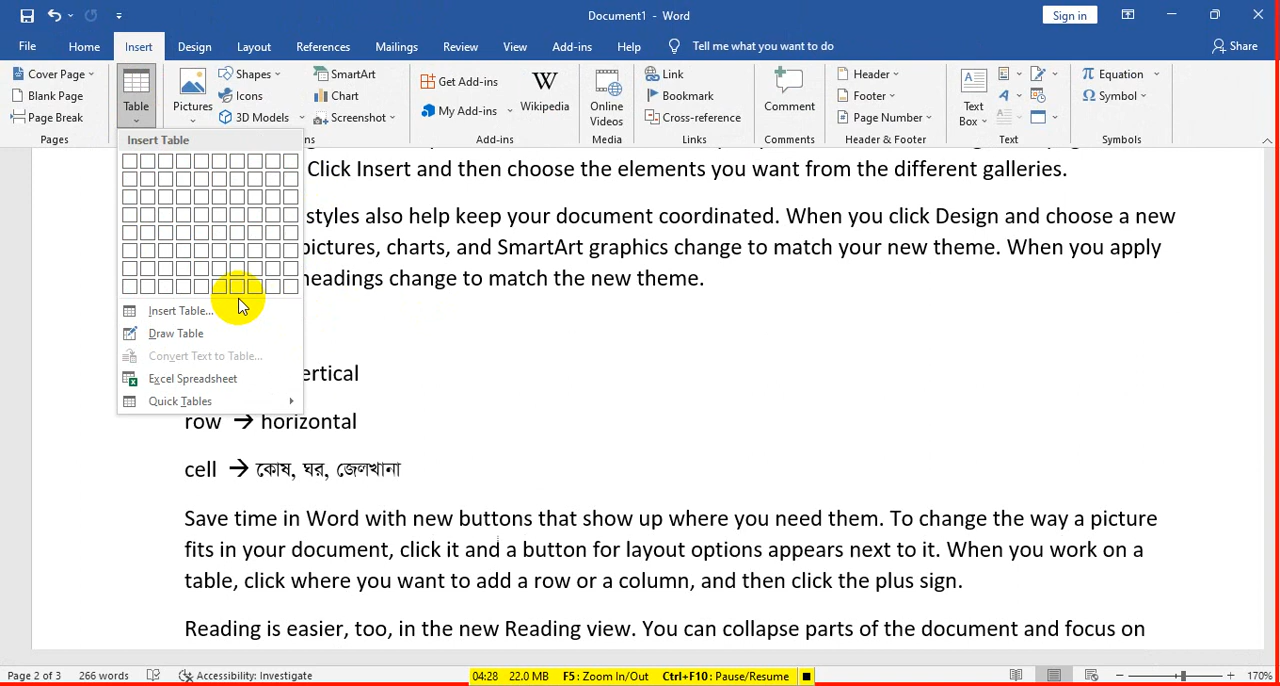 Document1 - Word
Sign in
File Home Insert Design Layout References Mailings Review View Add-ins Help Tell me what you want to do Share
Cover Page
Blank Page
Page Break
Pages
Table
Pictures
Shapes
Icons
3D Models
SmartArt
Chart
Screenshot
Get Add-ins
My Add-ins
Wikipedia
Add-ins
Online Videos
Media
Link
Bookmark
Cross-reference
Links
Comment
Comments
Header
Footer
Page Number
Header & Footer
Text Box
Text
Equation
Symbol
Symbols
Insert Table
Insert Table...
Draw Table
Convert Text to Table...
Excel Spreadsheet
Quick Tables
Click Insert and then choose the elements you want from the different galleries.
styles also help keep your document coordinated. When you click Design and choose a new
pictures, charts, and SmartArt graphics change to match your new theme. When you apply
headings change to match the new theme.
ertical
row → horizontal
cell → কোষ, ঘর, জেলখানা
Save time in Word with new buttons that show up where you need them. To change the way a picture
fits in your document, click it and a button for layout options appears next to it. When you work on a
table, click where you want to add a row or a column, and then click the plus sign.
Reading is easier, too, in the new Reading view. You can collapse parts of the document and focus on
Page 2 of 3 266 words Accessibility: Investigate 04:28 22.0 MB F5: Zoom In/Out Ctrl+F10: Pause/Resume 170%